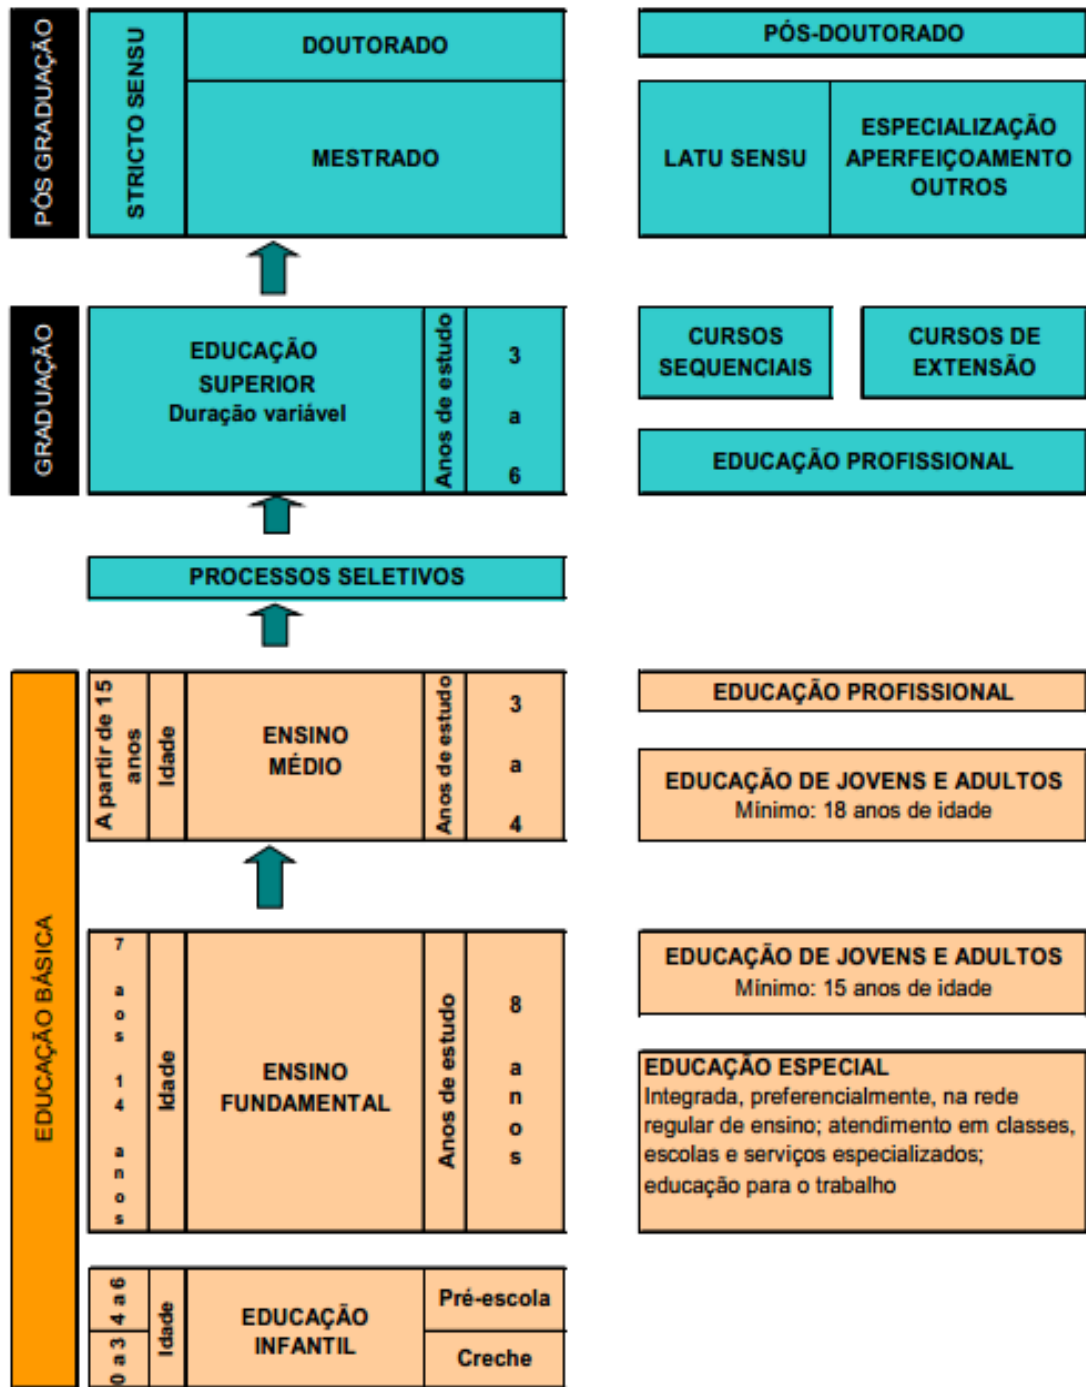 PÓS GRADUAÇÃO
STRICTO SENSU
DOUTORADO
MESTRADO
PÓS-DOUTORADO
LATU SENSU
ESPECIALIZAÇÃO
APERFEIÇOAMENTO
OUTROS
GRADUAÇÃO
EDUCAÇÃO
SUPERIOR
Duração variável
Anos de estudo
3
a
6
CURSOS
SEQUENCIAIS
CURSOS DE
EXTENSÃO
EDUCAÇÃO PROFISSIONAL
PROCESSOS SELETIVOS
EDUCAÇÃO BÁSICA
A partir de 15
anos
Idade
ENSINO
MÉDIO
Anos de estudo
3
a
4
EDUCAÇÃO PROFISSIONAL
EDUCAÇÃO DE JOVENS E ADULTOS
Mínimo: 18 anos de idade
7 aos 14 anos
Idade
ENSINO
FUNDAMENTAL
Anos de estudo
8
anos
EDUCAÇÃO DE JOVENS E ADULTOS
Mínimo: 15 anos de idade
EDUCAÇÃO ESPECIAL
Integrada, preferencialmente, na rede
regular de ensino; atendimento em classes,
escolas e serviços especializados;
educação para o trabalho
4 a 6
0 a 3
Idade
EDUCAÇÃO
INFANTIL
Pré-escola
Creche